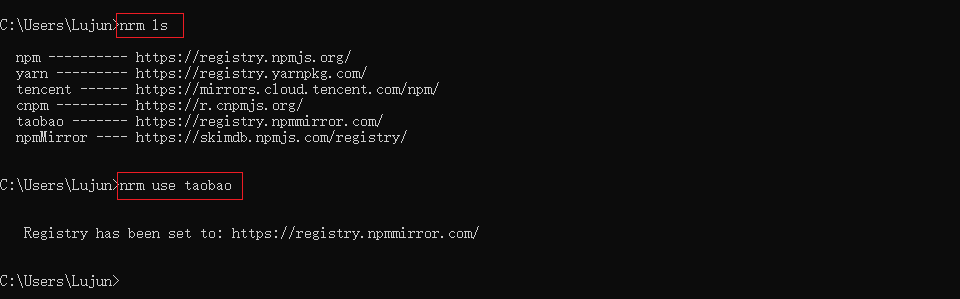 C:\Users\Lujun>nrm ls
npm ---------- https://registry.npmjs.org/
yarn --------- https://registry.yarnpkg.com/
tencent ------ https://mirrors.cloud.tencent.com/npm/
cnpm --------- https://r.cnpmjs.org/
taobao ------- https://registry.npmmirror.com/
npmMirror ---- https://skimdb.npmjs.com/registry/
C:\Users\Lujun>nrm use taobao
Registry has been set to: https://registry.npmmirror.com/
C:\Users\Lujun>